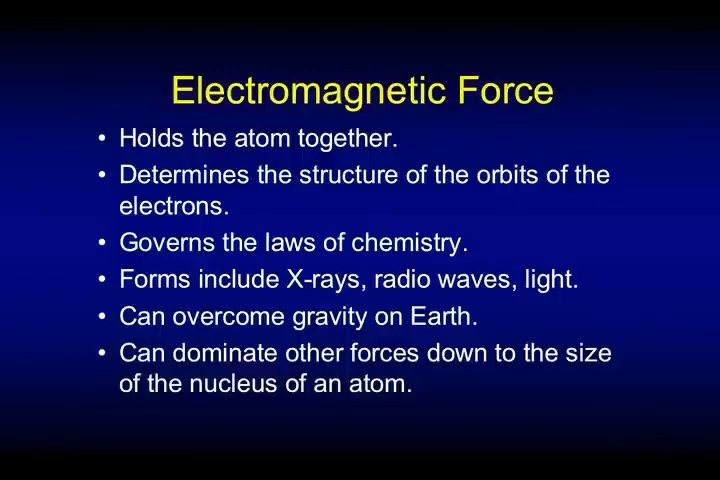 Electromagnetic Force
• Holds the atom together.
• Determines the structure of the orbits of the
electrons.
• Governs the laws of chemistry.
• Forms include X-rays, radio waves, light.
• Can overcome gravity on Earth.
• Can dominate other forces down to the size
of the nucleus of an atom.